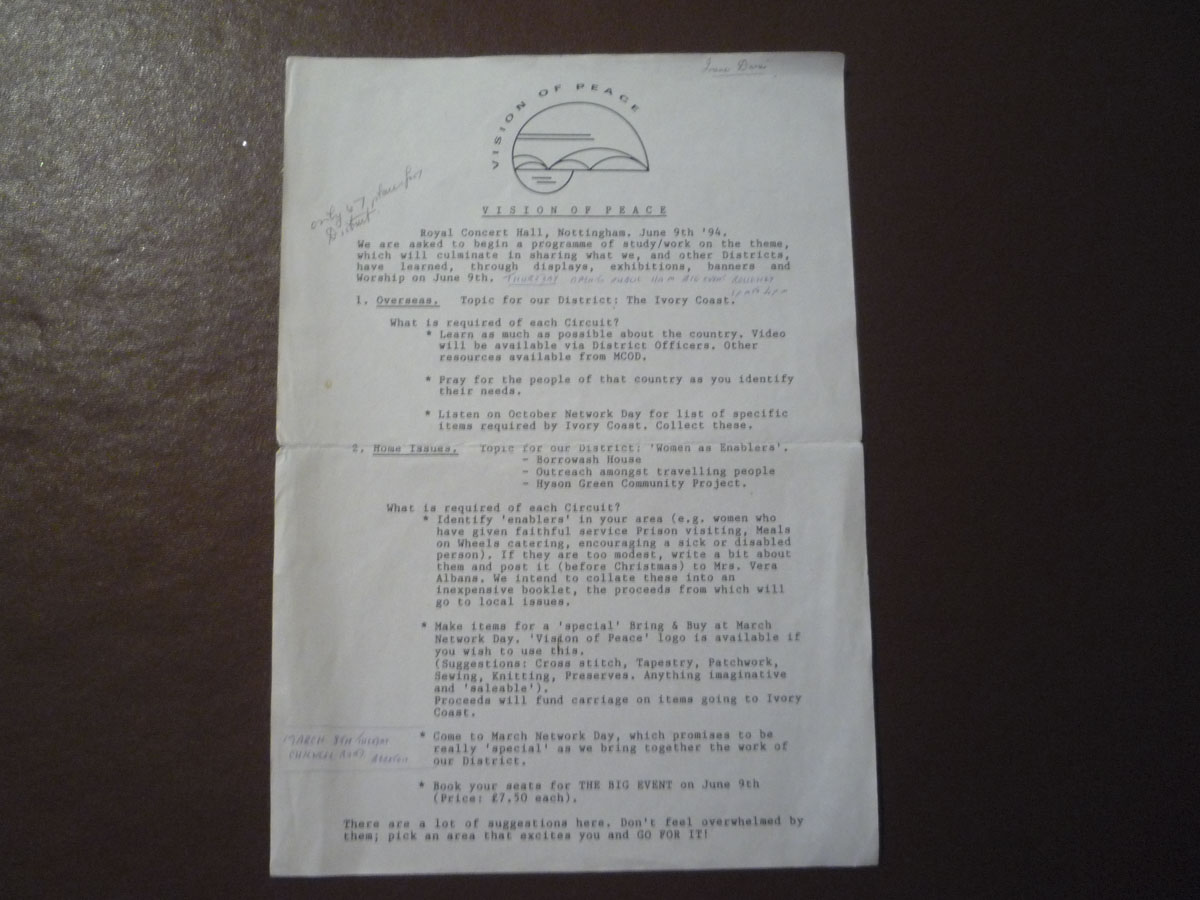 VISION OF PEACE
only 47 places for
District
VISION OF PEACE
Royal Concert Hall, Nottingham. June 9th '94.
We are asked to begin a programme of study/work on the theme,
which will culminate in sharing what we, and other Districts,
have learned, through displays, exhibitions, banners and
Worship on June 9th. THURSDAY
1. Overseas. Topic for our District: The Ivory Coast.
What is required of each Circuit?
* Learn as much as possible about the country. Video
will be available via District Officers. Other
resources available from MCOD.
* Pray for the people of that country as you identify
their needs.
* Listen on October Network Day for list of specific
items required by Ivory Coast. Collect these.
2. Home Issues. Topic for our District: 'Women as Enablers'.
- Borrowash House
- Outreach amongst travelling people
- Hyson Green Community Project.
What is required of each Circuit?
* Identify 'enablers' in your area (e.g. women who
have given faithful service Prison visiting, Meals
on Wheels catering, encouraging a sick or disabled
person). If they are too modest, write a bit about
them and post it (before Christmas) to Mrs. Vera
Albans. We intend to collate these into an
inexpensive booklet, the proceeds from which will
go to local issues.
* Make items for a 'special' Bring & Buy at March
Network Day. 'Vision of Peace' logo is available if
you wish to use this.
(Suggestions: Cross stitch, Tapestry, Patchwork,
Sewing, Knitting, Preserves. Anything imaginative
and 'saleable').
Proceeds will fund carriage on items going to Ivory
Coast.
MARCH 8TH TUESDAY
CHILWELL ROAD BEESTON
* Come to March Network Day, which promises to be
really 'special' as we bring together the work of
our District.
* Book your seats for THE BIG EVENT on June 9th
(Price: £7.50 each).
There are a lot of suggestions here. Don't feel overwhelmed by
them; pick an area that excites you and GO FOR IT!